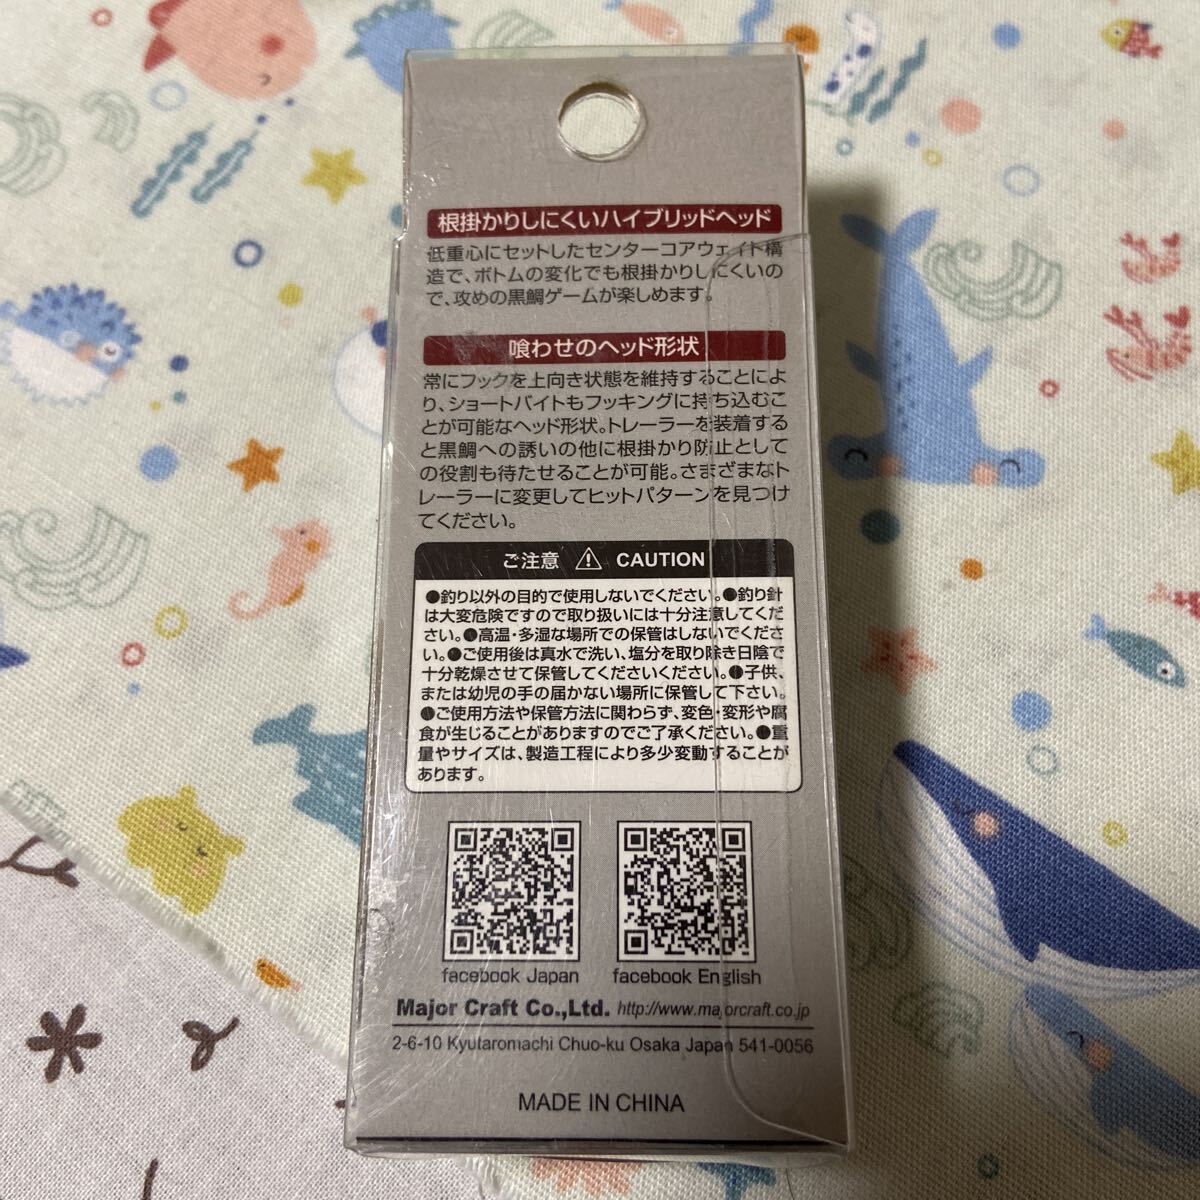 根掛かりしにくいハイブリッドヘッド
低重心にセットしたセンターコアウェイト構
造で、ボトムの変化でも根掛かりしにくいの
で、攻めの黒鯛ゲームが楽しめます。
喰わせのヘッド形状
常にフックを上向き状態を維持することによ
り、ショートバイトもフッキングに持ち込むこ
とが可能なヘッド形状。トレーラーを装着する
と黒鯛への誘いの他に根掛かり防止として
の役割も待たせることが可能。さまざまなト
レーラーに変更してヒットパターンを見つけ
てください。
ご注意 ⚠ CAUTION
●釣り以外の目的で使用しないでください。●釣り針
は大変危険ですので取り扱いには十分注意してくだ
さい。●高温・多湿な場所での保管はしないでくださ
い。●ご使用後は真水で洗い、塩分を取り除き日陰で
十分乾燥させて保管してくださいください。●子供、
または幼児の手の届かない場所に保管して下さい。
●ご使用方法や保管方法に関わらず、変色・変形や腐
食が生じることがありますのでご了承ください。●重
量やサイズは、製造工程により多少変動することが
あります。
facebook Japan facebook English
Major Craft Co.,Ltd. http://www.majorcraft.co.jp
2-6-10 Kyutaromachi Chuo-ku Osaka Japan 541-0056
MADE IN CHINA